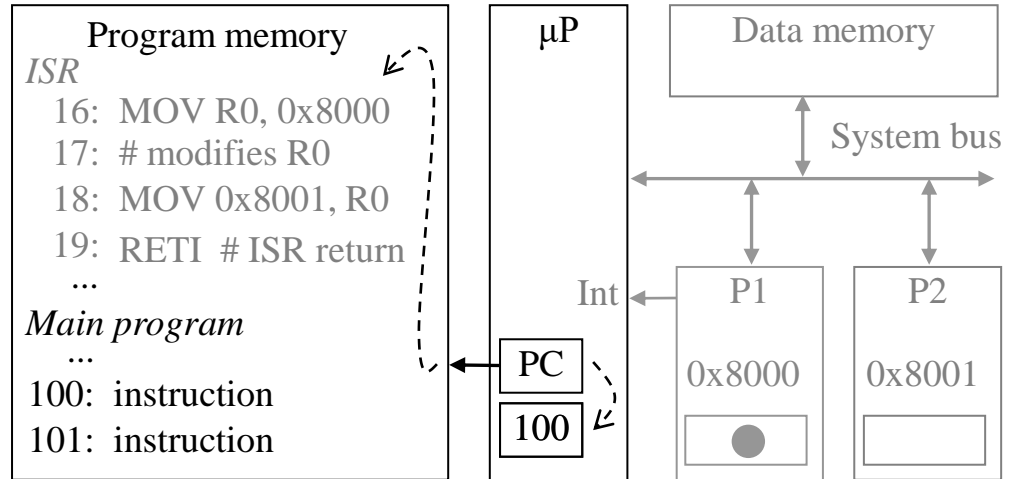 Program memory
ISR
16: MOV R0, 0x8000
17: # modifies R0
18: MOV 0x8001, R0
19: RETI # ISR return
...
Main program
...
100: instruction
101: instruction
μP
Int
PC
100
Data memory
System bus
P1
0x8000
P2
0x8001